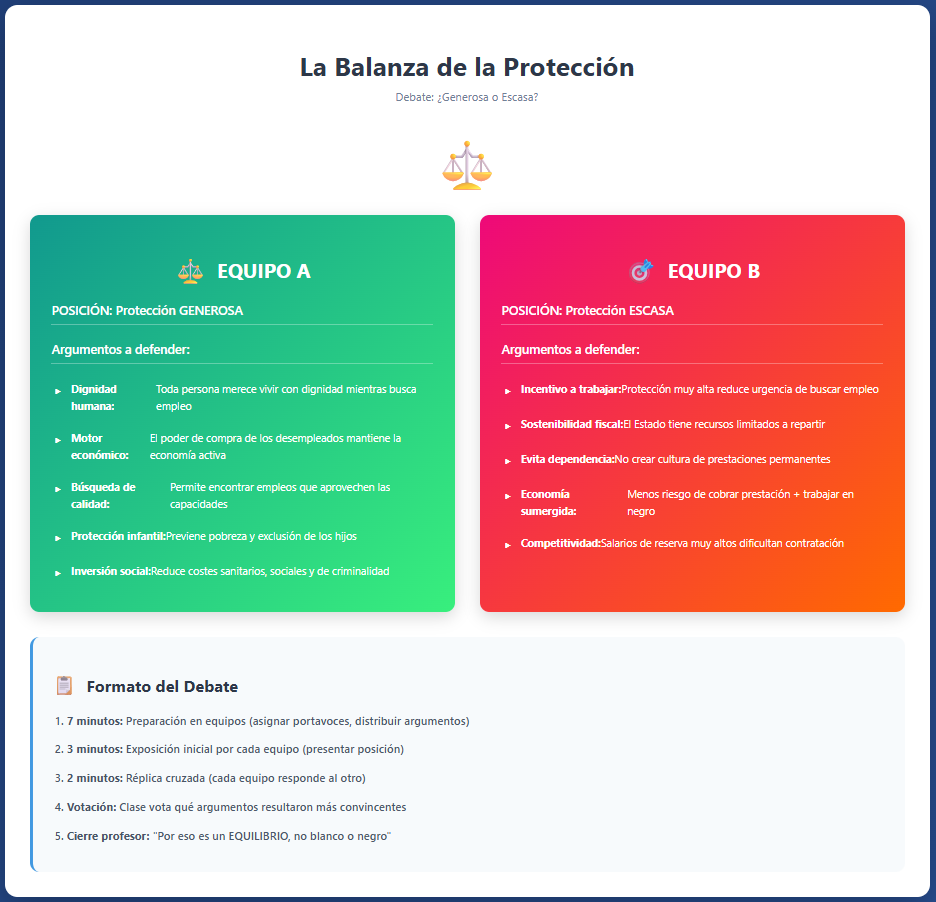 La Balanza de la Protección
Debate: ¿Generosa o Escasa?
EQUIPO A
POSICIÓN: Protección GENEROSA
Argumentos a defender:
Dignidad humana: Toda persona merece vivir con dignidad mientras busca empleo
Motor económico: El poder de compra de los desempleados mantiene la economía activa
Búsqueda de calidad: Permite encontrar empleos que aprovechen las capacidades
Protección infantil:Previene pobreza y exclusión de los hijos
Inversión social:Reduce costes sanitarios, sociales y de criminalidad
EQUIPO B
POSICIÓN: Protección ESCASA
Argumentos a defender:
Incentivo a trabajar:Protección muy alta reduce urgencia de buscar empleo
Sostenibilidad fiscal:El Estado tiene recursos limitados a repartir
Evita dependencia:No crear cultura de prestaciones permanentes
Economía sumergida: Menos riesgo de cobrar prestación + trabajar en negro
Competitividad:Salarios de reserva muy altos dificultan contratación
Formato del Debate
1. 7 minutos: Preparación en equipos (asignar portavoces, distribuir argumentos)
2. 3 minutos: Exposición inicial por cada equipo (presentar posición)
3. 2 minutos: Réplica cruzada (cada equipo responde al otro)
4. Votación: Clase vota qué argumentos resultaron más convincentes
5. Cierre profesor: "Por eso es un EQUILIBRIO, no blanco o negro"